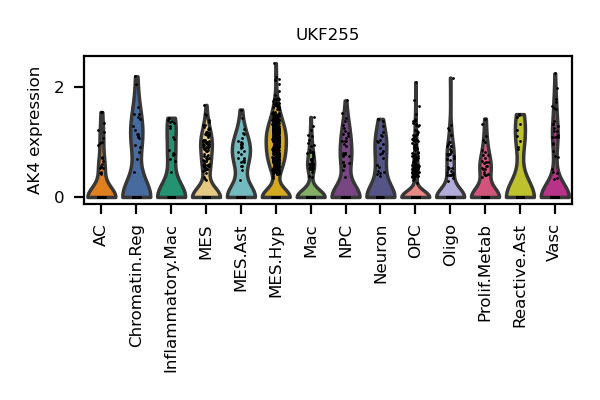 UKF255
AK4 expression
2
0
AC
Chromatin.Reg
Inflammatory.Mac
MES
MES.Ast
MES.Hyp
Mac
NPC
Neuron
OPC
Oligo
Prolif.Metab
Reactive.Ast
Vasc